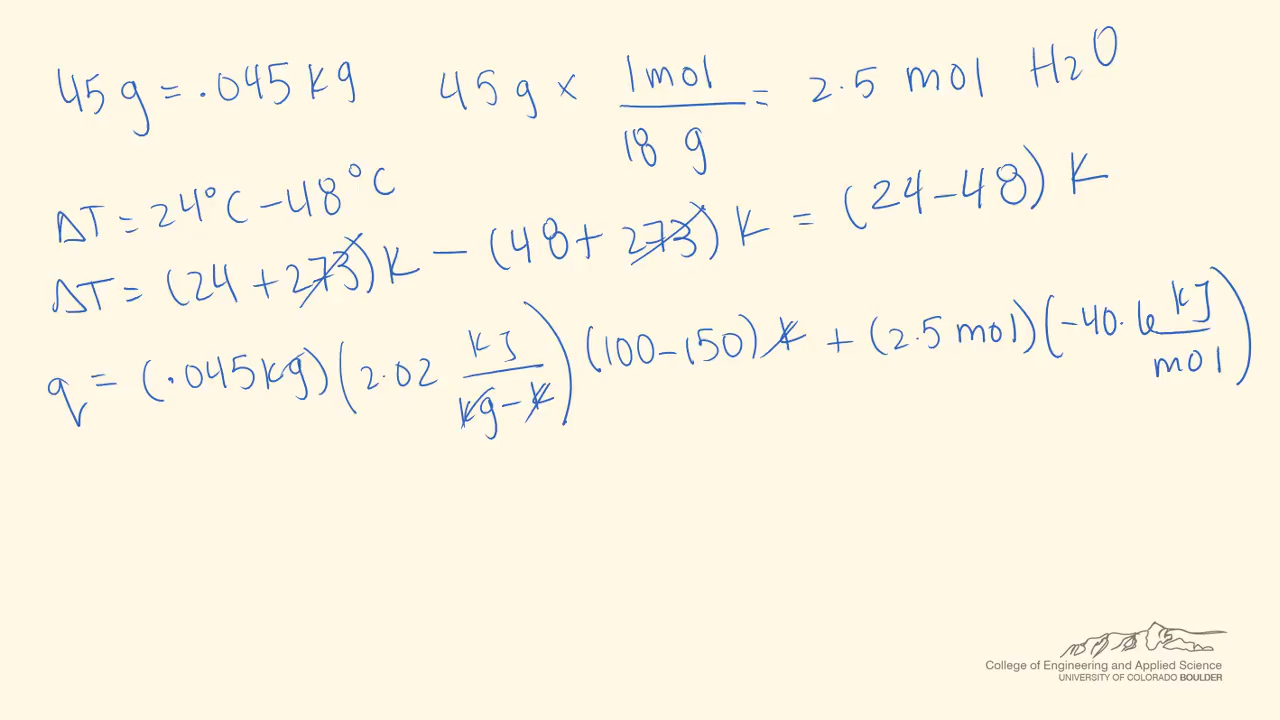 45 g = .045 kg 45 g x 1 mol / 18 g = 2.5 mol H2O
ΔT = 24°C - 48°C
ΔT = (24 + 273)K - (48 + 273)K = (24 - 48) K
q = (.045kg)(2.02 kJ / kg-K)(100-150)K + (2.5 mol)(-40.6 kJ / mol)
College of Engineering and Applied Science
UNIVERSITY OF COLORADO BOULDER